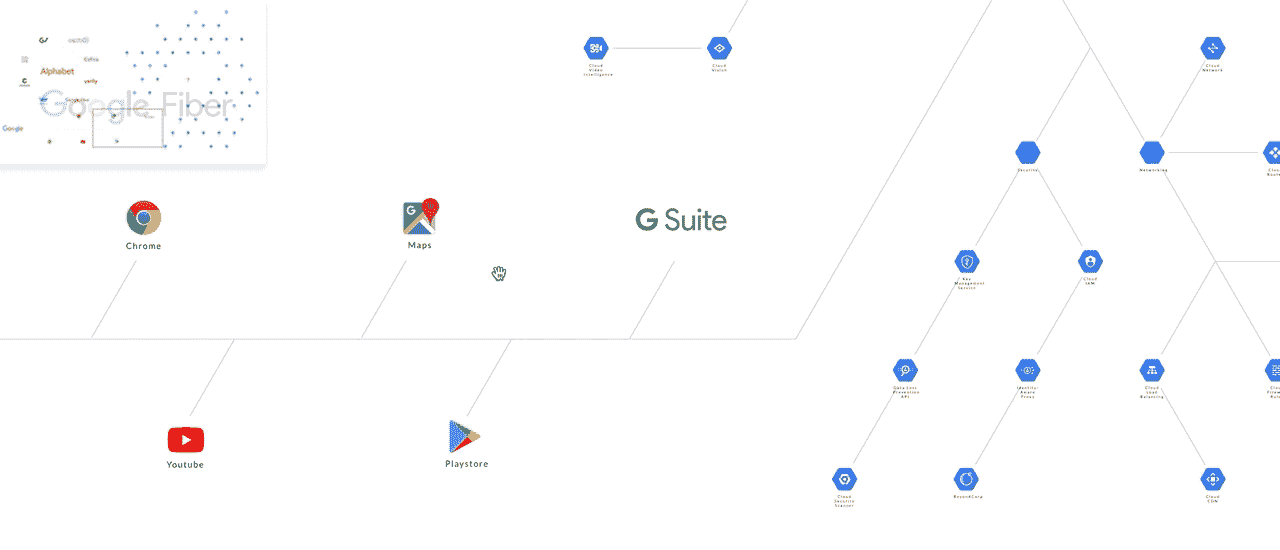 Alphabet
verily
Google Fiber
Google
Cloud
Video
Intelligence
Cloud
Vision
Cloud
Network
Security
Networking
Chrome
Maps
G Suite
Key
Management
Service
Cloud
IAM
Data Loss
Prevention
API
Identity
Aware
Proxy
Cloud
Load
Balancing
Youtube
Playstore
Cloud
Security
Scanner
BeyondCorp
Cloud
CDN